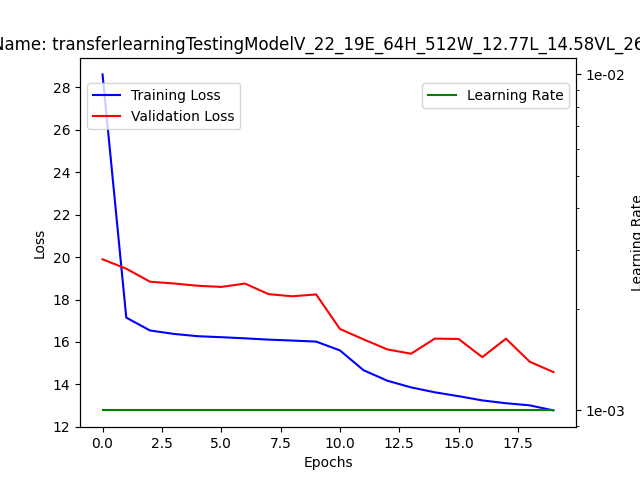 Name: transferlearningTestingModelV_22_19E_64H_512W_12.77L_14.58VL_26
Training Loss
Validation Loss
Learning Rate
28
26
24
22
20
18
16
14
12
Loss
1e-02
1e-03
Learning Rate
0.0 2.5 5.0 7.5 10.0 12.5 15.0 17.5
Epochs